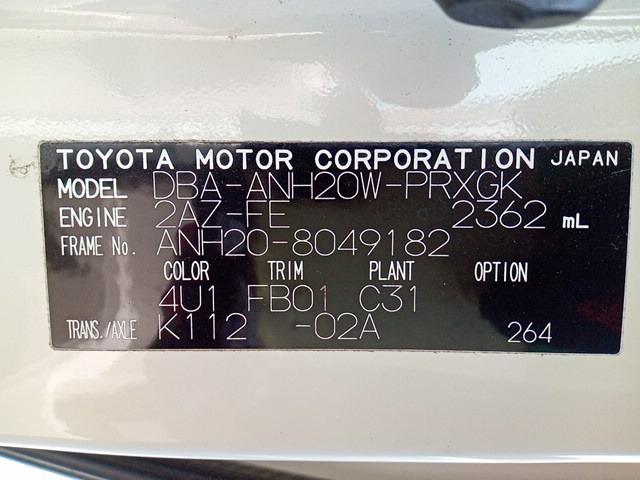 TOYOTA MOTOR CORPORATION JAPAN
MODEL DBA-ANH20W-PRXGK
ENGINE 2AZ-FE 2362 mL
FRAME No. ANH20-8049182
COLOR TRIM PLANT OPTION
4U1 FB01 C31
TRANS./AXLE K112 -02A 264